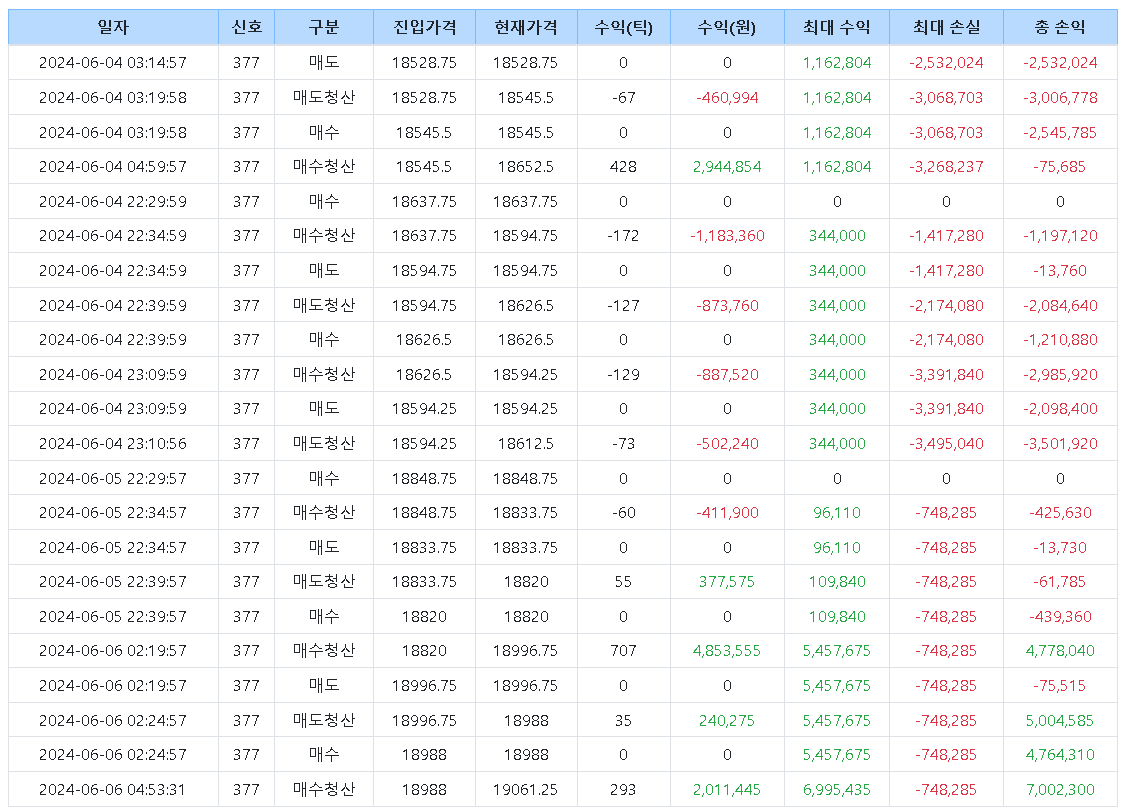 일자 신호 구분 진입가격 현재가격 수익(틱) 수익(원) 최대 수익 최대 손실 총 손익
2024-06-04 03:14:57 377 매도 18528.75 18528.75 0 0 1,162,804 -2,532,024 -2,532,024
2024-06-04 03:19:58 377 매도청산 18528.75 18545.5 -67 -460,994 1,162,804 -3,068,703 -3,006,778
2024-06-04 03:19:58 377 매수 18545.5 18545.5 0 0 1,162,804 -3,068,703 -2,545,785
2024-06-04 04:59:57 377 매수청산 18545.5 18652.5 428 2,944,854 1,162,804 -3,268,237 -75,685
2024-06-04 22:29:59 377 매수 18637.75 18637.75 0 0 0 0 0
2024-06-04 22:34:59 377 매수청산 18637.75 18594.75 -172 -1,183,360 344,000 -1,417,280 -1,197,120
2024-06-04 22:34:59 377 매도 18594.75 18594.75 0 0 344,000 -1,417,280 -13,760
2024-06-04 22:39:59 377 매도청산 18594.75 18626.5 -127 -873,760 344,000 -2,174,080 -2,084,640
2024-06-04 22:39:59 377 매수 18626.5 18626.5 0 0 344,000 -2,174,080 -1,210,880
2024-06-04 23:09:59 377 매수청산 18626.5 18594.25 -129 -887,520 344,000 -3,391,840 -2,985,920
2024-06-04 23:09:59 377 매도 18594.25 18594.25 0 0 344,000 -3,391,840 -2,098,400
2024-06-04 23:10:56 377 매도청산 18594.25 18612.5 -73 -502,240 344,000 -3,495,040 -3,501,920
2024-06-05 22:29:57 377 매수 18848.75 18848.75 0 0 0 0 0
2024-06-05 22:34:57 377 매수청산 18848.75 18833.75 -60 -411,900 96,110 -748,285 -425,630
2024-06-05 22:34:57 377 매도 18833.75 18833.75 0 0 96,110 -748,285 -13,730
2024-06-05 22:39:57 377 매도청산 18833.75 18820 55 377,575 109,840 -748,285 -61,785
2024-06-05 22:39:57 377 매수 18820 18820 0 0 109,840 -748,285 -439,360
2024-06-06 02:19:57 377 매수청산 18820 18996.75 707 4,853,555 5,457,675 -748,285 4,778,040
2024-06-06 02:19:57 377 매도 18996.75 18996.75 0 0 5,457,675 -748,285 -75,515
2024-06-06 02:24:57 377 매도청산 18996.75 18988 35 240,275 5,457,675 -748,285 5,004,585
2024-06-06 02:24:57 377 매수 18988 18988 0 0 5,457,675 -748,285 4,764,310
2024-06-06 04:53:31 377 매수청산 18988 19061.25 293 2,011,445 6,995,435 -748,285 7,002,300